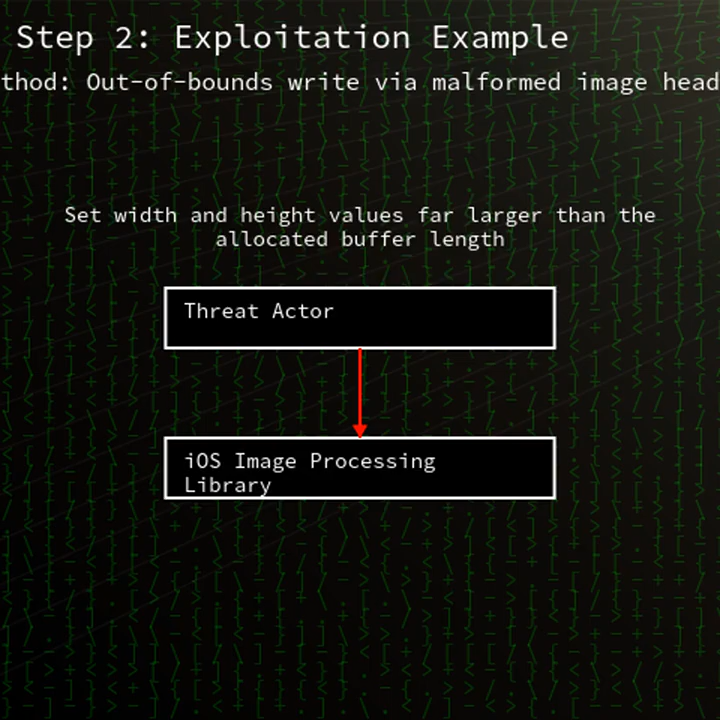 Step 2: Exploitation Example
thod: Out-of-bounds write via malformed image head
Set width and height values far larger than the
allocated buffer length
Threat Actor
iOS Image Processing
Library